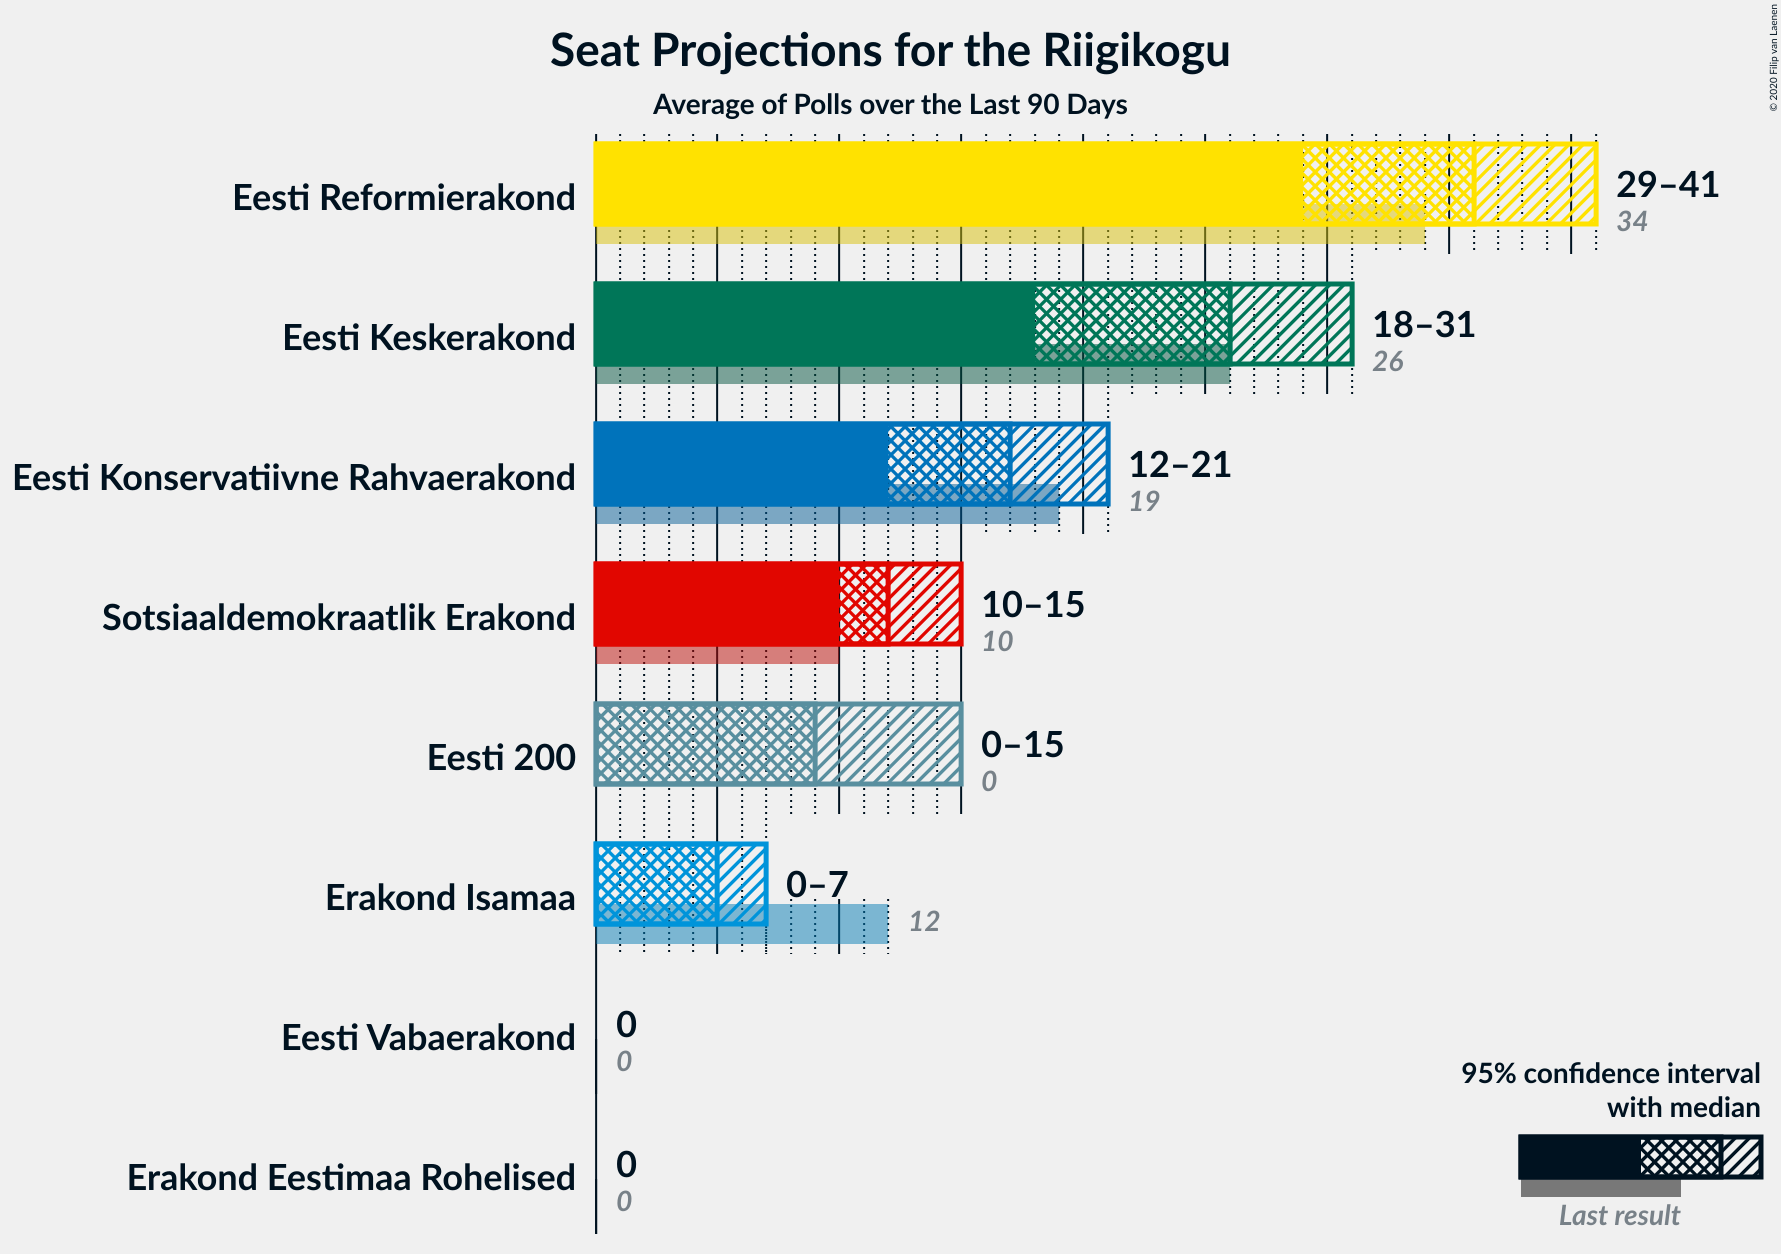 Seat Projections for the Riigikogu
Average of Polls over the Last 90 Days
© 2020 Filip van Laenen
Eesti Reformierakond
29–41
34
Eesti Keskerakond
18–31
26
Eesti Konservatiivne Rahvaerakond
12–21
19
Sotsiaaldemokraatlik Erakond
10–15
10
Eesti 200
0–15
0
Erakond Isamaa
0–7
12
Eesti Vabaerakond
0
0
Erakond Eestimaa Rohelised
0
0
95% confidence interval
with median
Last result